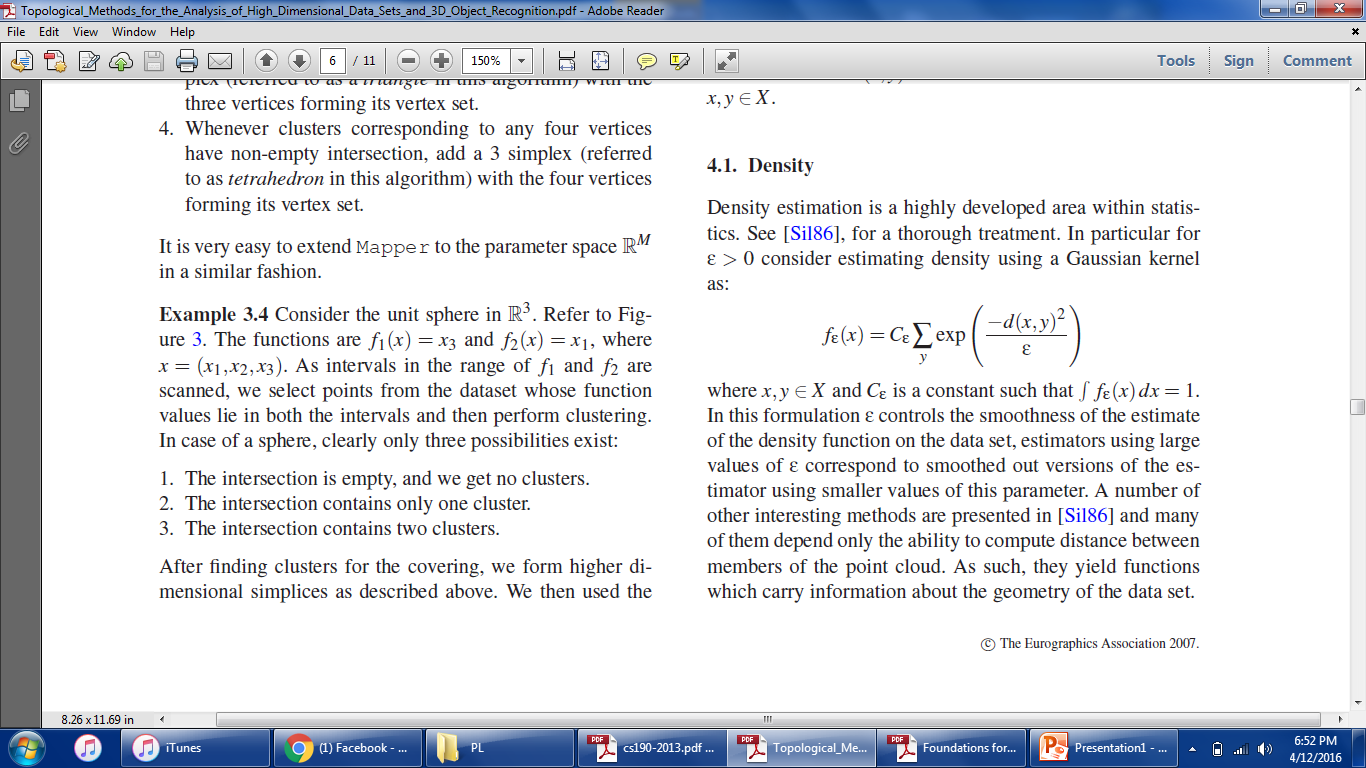 Topological_Methods_for_the_Analysis_of_High_Dimensional_Data_Sets_and_3D_Object_Recognition.pdf - Adobe Reader
File Edit View Window Help
6 / 11
150%
Tools Sign Comment
three vertices forming its vertex set.
4. Whenever clusters corresponding to any four vertices
have non-empty intersection, add a 3 simplex (referred
to as tetrahedron in this algorithm) with the four vertices
forming its vertex set.
It is very easy to extend Mapper to the parameter space ℝ^M
in a similar fashion.
Example 3.4 Consider the unit sphere in ℝ³. Refer to Fig-
ure 3. The functions are f₁(x) = x₃ and f₂(x) = x₁, where
x = (x₁,x₂,x₃). As intervals in the range of f₁ and f₂ are
scanned, we select points from the dataset whose function
values lie in both the intervals and then perform clustering.
In case of a sphere, clearly only three possibilities exist:
1. The intersection is empty, and we get no clusters.
2. The intersection contains only one cluster.
3. The intersection contains two clusters.
After finding clusters for the covering, we form higher di-
mensional simplices as described above. We then used the
x,y ∈ X.
4.1. Density
Density estimation is a highly developed area within statis-
tics. See [Sil86], for a thorough treatment. In particular for
ε > 0 consider estimating density using a Gaussian kernel
as:
fε(x) = Cε ∑y exp (−d(x,y)² / ε)
where x,y ∈ X and Cε is a constant such that ∫ fε(x) dx = 1.
In this formulation ε controls the smoothness of the estimate
of the density function on the data set, estimators using large
values of ε correspond to smoothed out versions of the es-
timator using smaller values of this parameter. A number of
other interesting methods are presented in [Sil86] and many
of them depend only the ability to compute distance between
members of the point cloud. As such, they yield functions
which carry information about the geometry of the data set.
© The Eurographics Association 2007.
8.26 x 11.69 in
iTunes
(1) Facebook - ...
PL
cs190-2013.pdf ...
Topological_Me...
Foundations for...
Presentation1 - ...
6:52 PM
4/12/2016